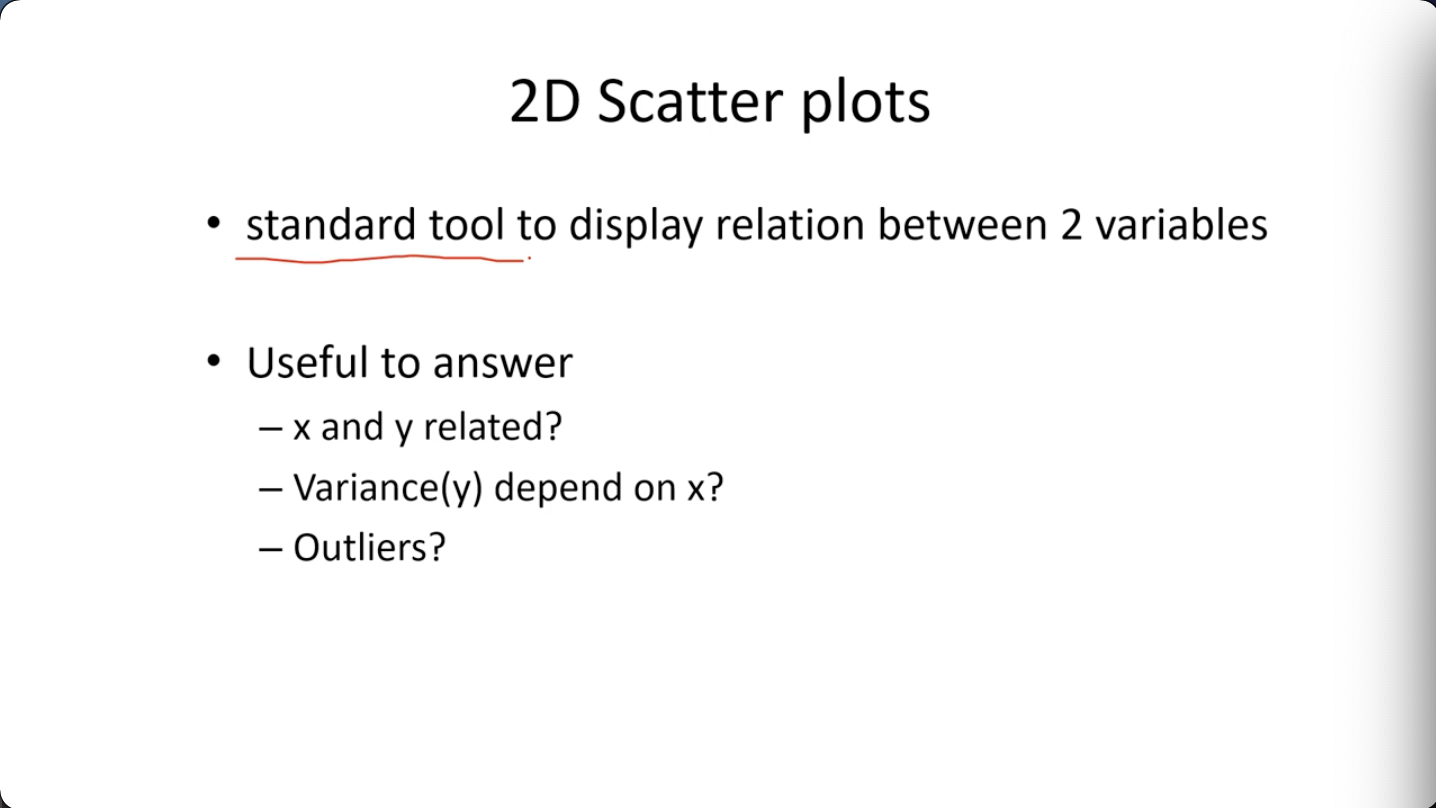 2D Scatter plots
• standard tool to display relation between 2 variables
• Useful to answer
– x and y related?
– Variance(y) depend on x?
– Outliers?